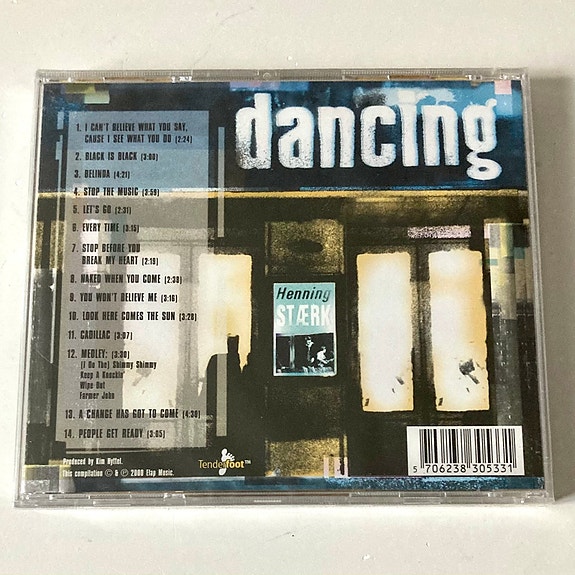 dancing
1. I CAN'T BELIEVE WHAT YOU SAY,
CAUSE I SEE WHAT YOU DO (2:24)
2. BLACK IS BLACK (3:00)
3. DELINDA (4:21)
4. STOP THE MUSIC (3:59)
5. LET'S GO (2:31)
6. EVERY TIME (3:15)
7. STOP BEFORE YOU
BREAK MY HEART (2:19)
8. NAKED WHEN YOU COME (2:38)
9. YOU WON'T BELIEVE ME (3:16)
10. LOOK HERE COMES THE SUN (3:20)
11. CADILLAC (3:07)
12. MEDLEY: (3:30)
(I Do The) Shimmy Shimmy
Keep A Knockin'
Wipe Out
Farmer John
13. A CHANGE HAS GOT TO COME (4:30)
14. PEOPLE GET READY (3:05)
Henning
STÆRK
Produced by Kim Hyttel.
This compilation © & ℗ 2000 Elap Music.
Tenderfoot™
5 706238 305331